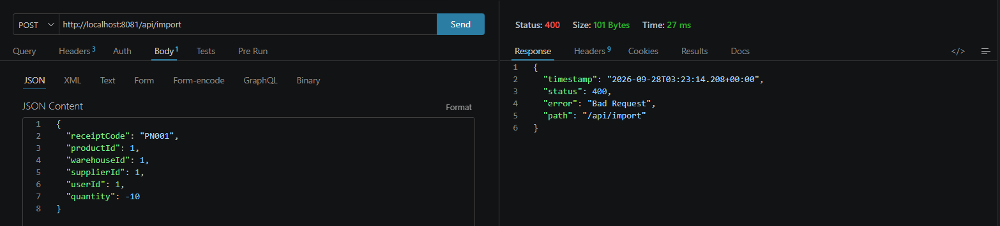 POST http://localhost:8081/api/import Send
Query Headers 3 Auth Body 1 Tests Pre Run
JSON XML Text Form Form-encode GraphQL Binary
JSON Content Format
1 {
2 "receiptCode": "PN001",
3 "productId": 1,
4 "warehouseId": 1,
5 "supplierId": 1,
6 "userId": 1,
7 "quantity": -10
8 }
Status: 400 Size: 101 Bytes Time: 27 ms
Response Headers 9 Cookies Results Docs </>
1 {
2 "timestamp": "2026-09-28T03:23:14.208+00:00",
3 "status": 400,
4 "error": "Bad Request",
5 "path": "/api/import"
6 }